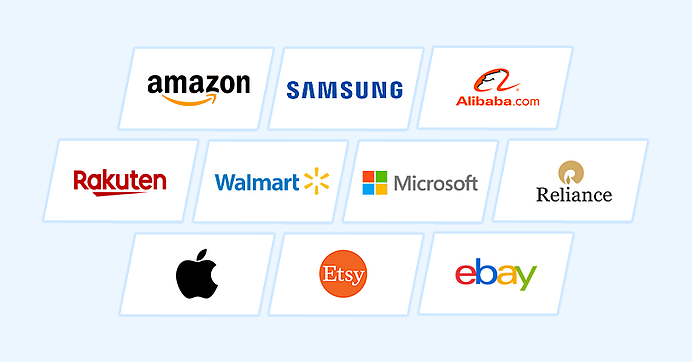 amazon
SAMSUNG
Alibaba.com
Rakuten
Walmart
Microsoft
Reliance
Etsy
ebay